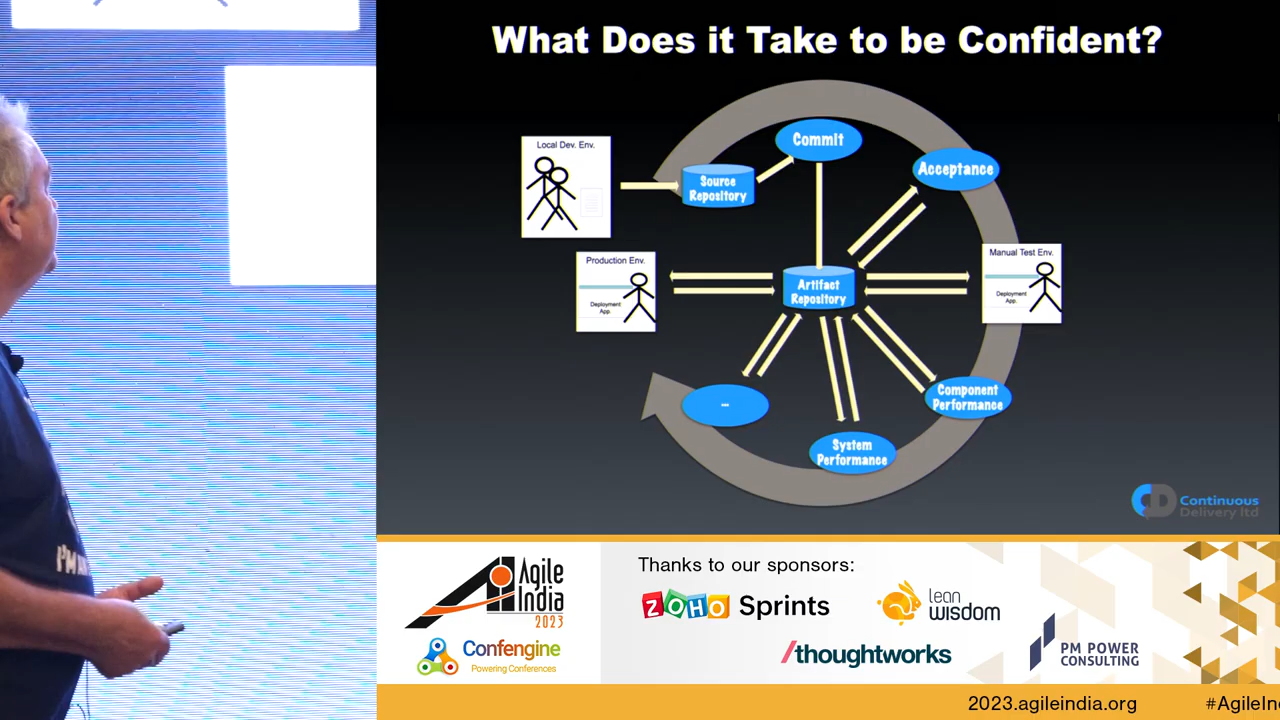 What Does it Take to be Confident?
Local Dev. Env.
Source
Repository
Commit
Acceptance
Production Env.
Deployment
App.
Artifact
Repository
Manual Test Env.
Deployment
App.
...
System
Performance
Component
Performance
Continuous
Delivery ltd
I'M
Agile
India
2023
Confengine
Powering Conferences
Thanks to our sponsors:
ZOHO Sprints
lean
wisdom
/thoughtworks
PM POWER
CONSULTING
2023.agileindia.org
#AgileIn